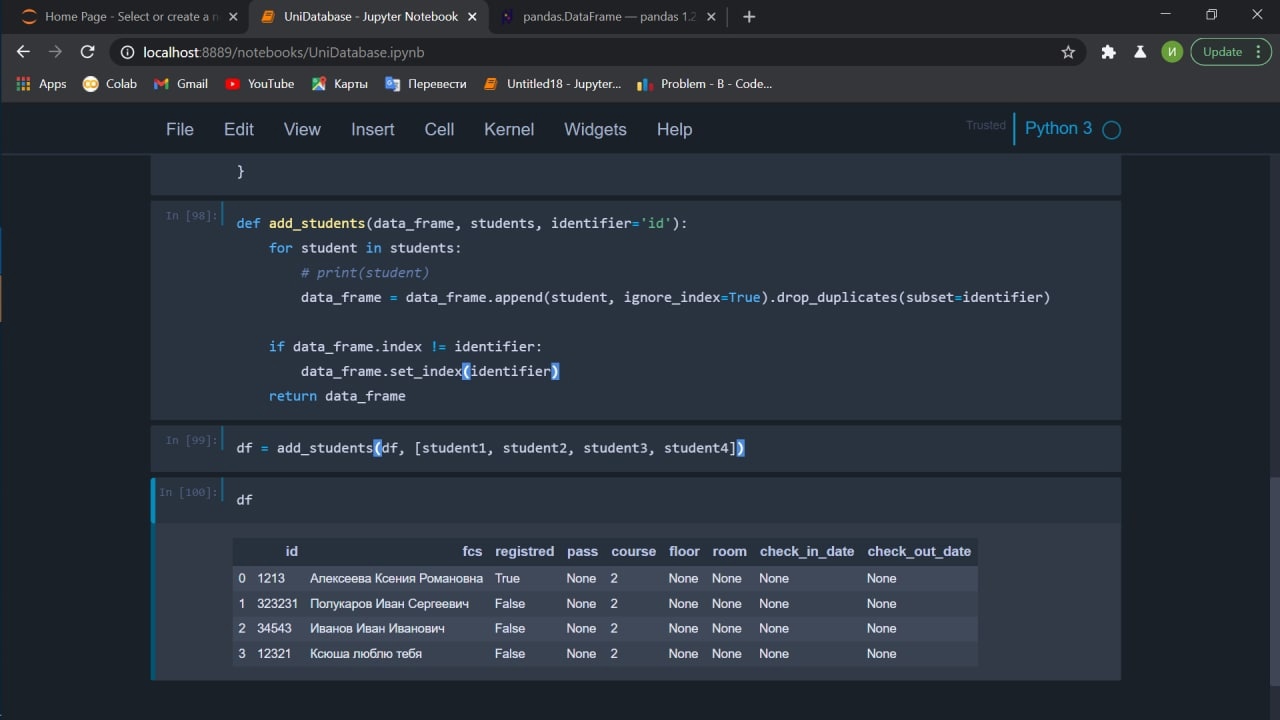 Home Page - Select or create a n
UniDatabase - Jupyter Notebook
pandas.DataFrame — pandas 1.2
localhost:8889/notebooks/UniDatabase.ipynb
И
Update
Apps
Colab
Gmail
YouTube
Карты
Перевести
Untitled18 - Jupyter...
Problem - B - Code...
File Edit View Insert Cell Kernel Widgets Help
Trusted
Python 3
}
In [98]:
def add_students(data_frame, students, identifier='id'):
for student in students:
# print(student)
data_frame = data_frame.append(student, ignore_index=True).drop_duplicates(subset=identifier)
if data_frame.index != identifier:
data_frame.set_index(identifier)
return data_frame
In [99]:
df = add_students(df, [student1, student2, student3, student4])
In [100]:
df
id fcs registred pass course floor room check_in_date check_out_date
0 1213 Алексеева Ксения Романовна True None 2 None None None None
1 323231 Полукаров Иван Сергеевич False None 2 None None None None
2 34543 Иванов Иван Иванович False None 2 None None None None
3 12321 Ксюша люблю тебя False None 2 None None None None